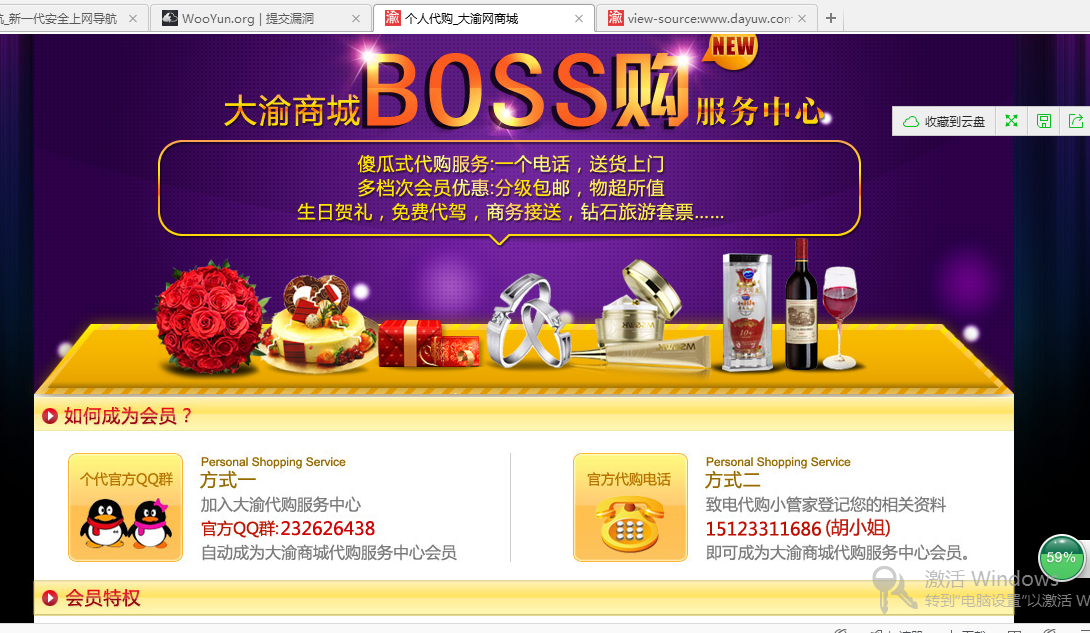 航_新一代安全上网导航
WooYun.org | 提交漏洞
个人代购_大渝网商城
view-source:www.dayuw.com
NEW
大渝商城BOSS购服务中心
收藏到云盘
傻瓜式代购服务:一个电话，送货上门
多档次会员优惠:分级包邮，物超所值
生日贺礼，免费代驾，商务接送，钻石旅游套票……
如何成为会员？
个代官方QQ群
Personal Shopping Service
方式一
加入大渝代购服务中心
官方QQ群:232626438
自动成为大渝商城代购服务中心会员
官方代购电话
Personal Shopping Service
方式二
致电代购小管家登记您的相关资料
15123311686 (胡小姐)
即可成为大渝商城代购服务中心会员。
59%
激活 Windows
转到"电脑设置"以激活 W
会员特权